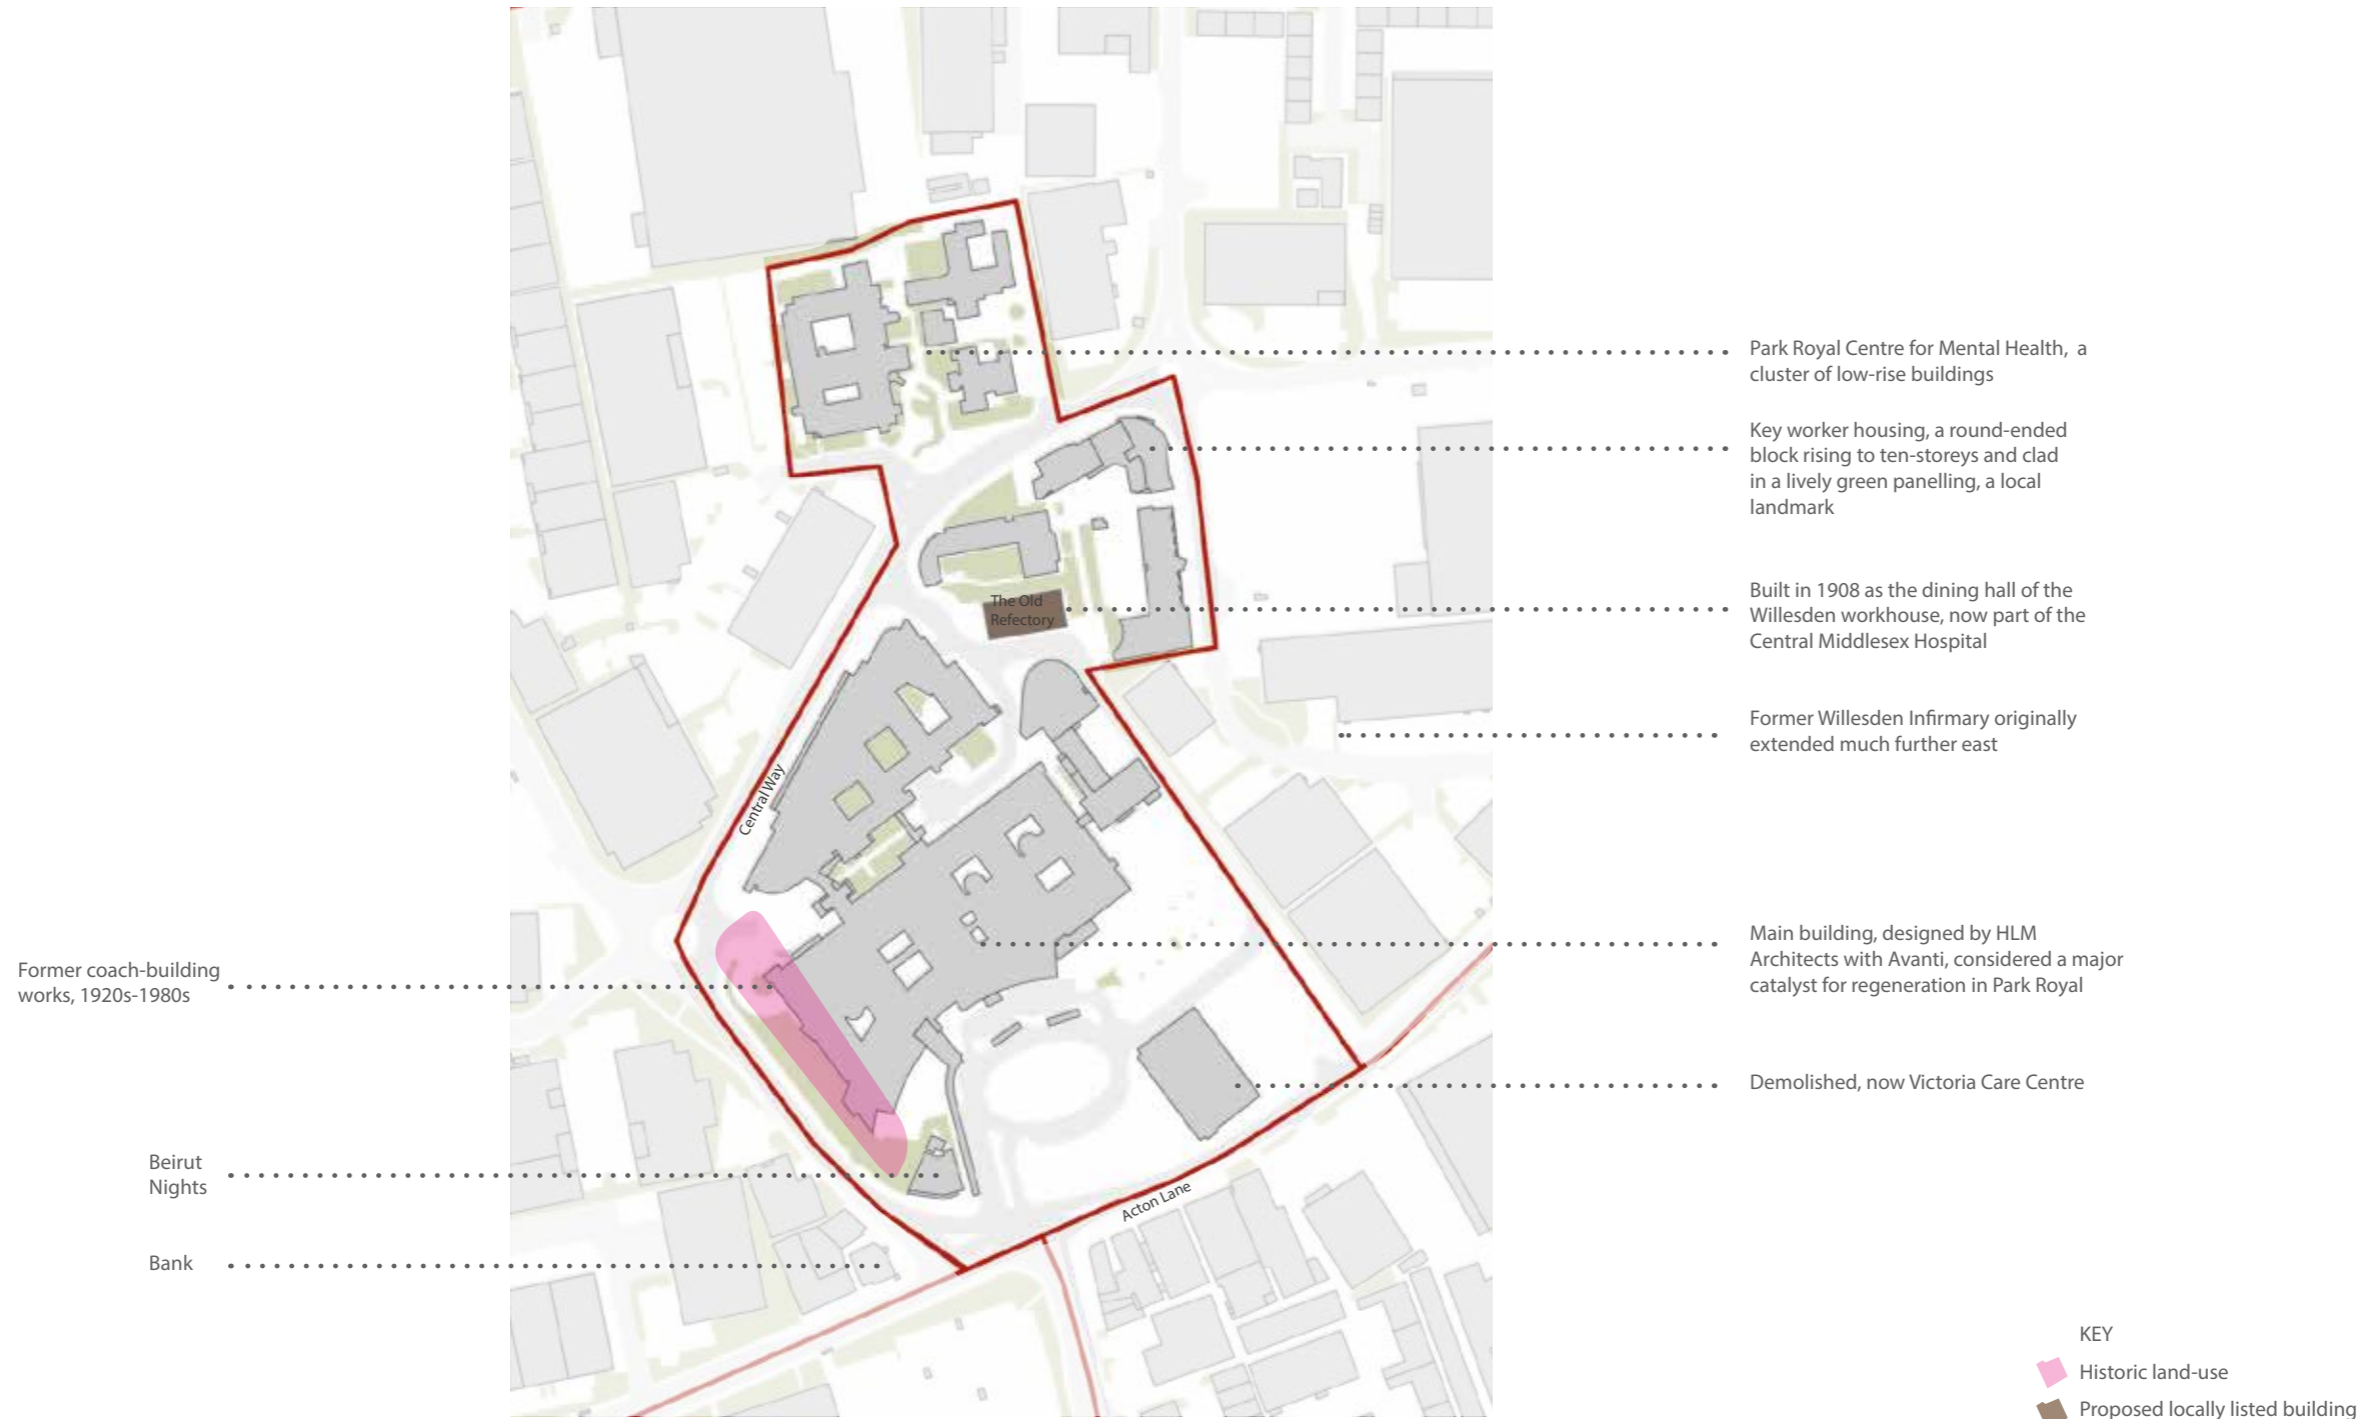 Park Royal Centre for Mental Health, a
cluster of low-rise buildings
Key worker housing, a round-ended
block rising to ten-storeys and clad
in a lively green panelling, a local
landmark
The Old
Refectory
Built in 1908 as the dining hall of the
Willesden workhouse, now part of the
Central Middlesex Hospital
Former Willesden Infirmary originally
extended much further east
Central Way
Main building, designed by HLM
Architects with Avanti, considered a major
catalyst for regeneration in Park Royal
Former coach-building
works, 1920s-1980s
Demolished, now Victoria Care Centre
Beirut
Nights
Acton Lane
Bank
KEY
Historic land-use
Proposed locally listed building